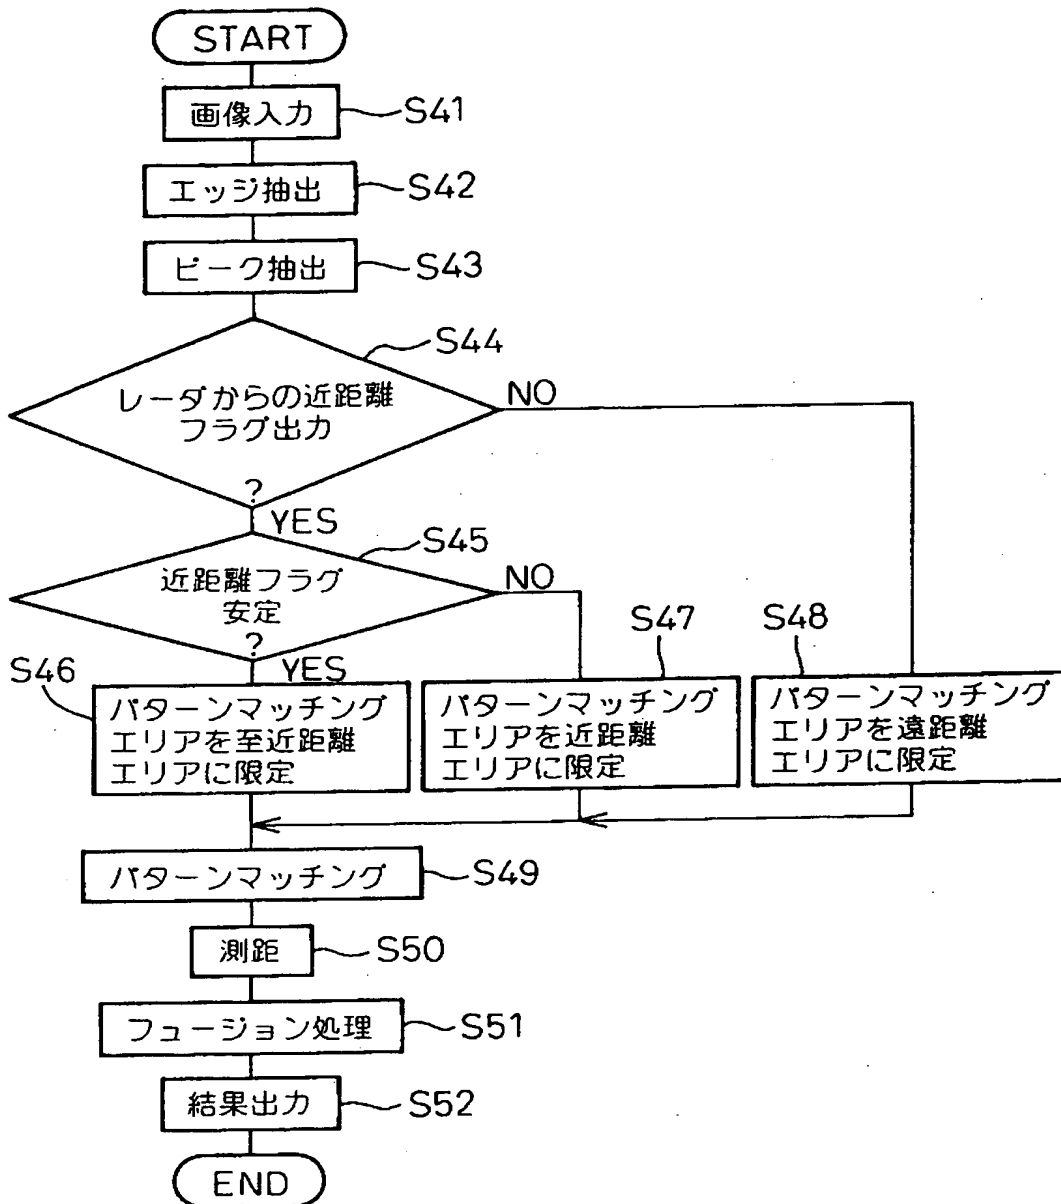 START
画像入力
S41
エッジ抽出
S42
ピーク抽出
S43
S44
レーダからの近距離
フラグ出力
?
NO
YES
S45
近距離フラグ
安定
?
NO
YES
S46
パターンマッチング
エリアを至近距離
エリアに限定
S47
パターンマッチング
エリアを近距離
エリアに限定
S48
パターンマッチング
エリアを遠距離
エリアに限定
パターンマッチング
S49
測距
S50
フュージョン処理
S51
結果出力
S52
END